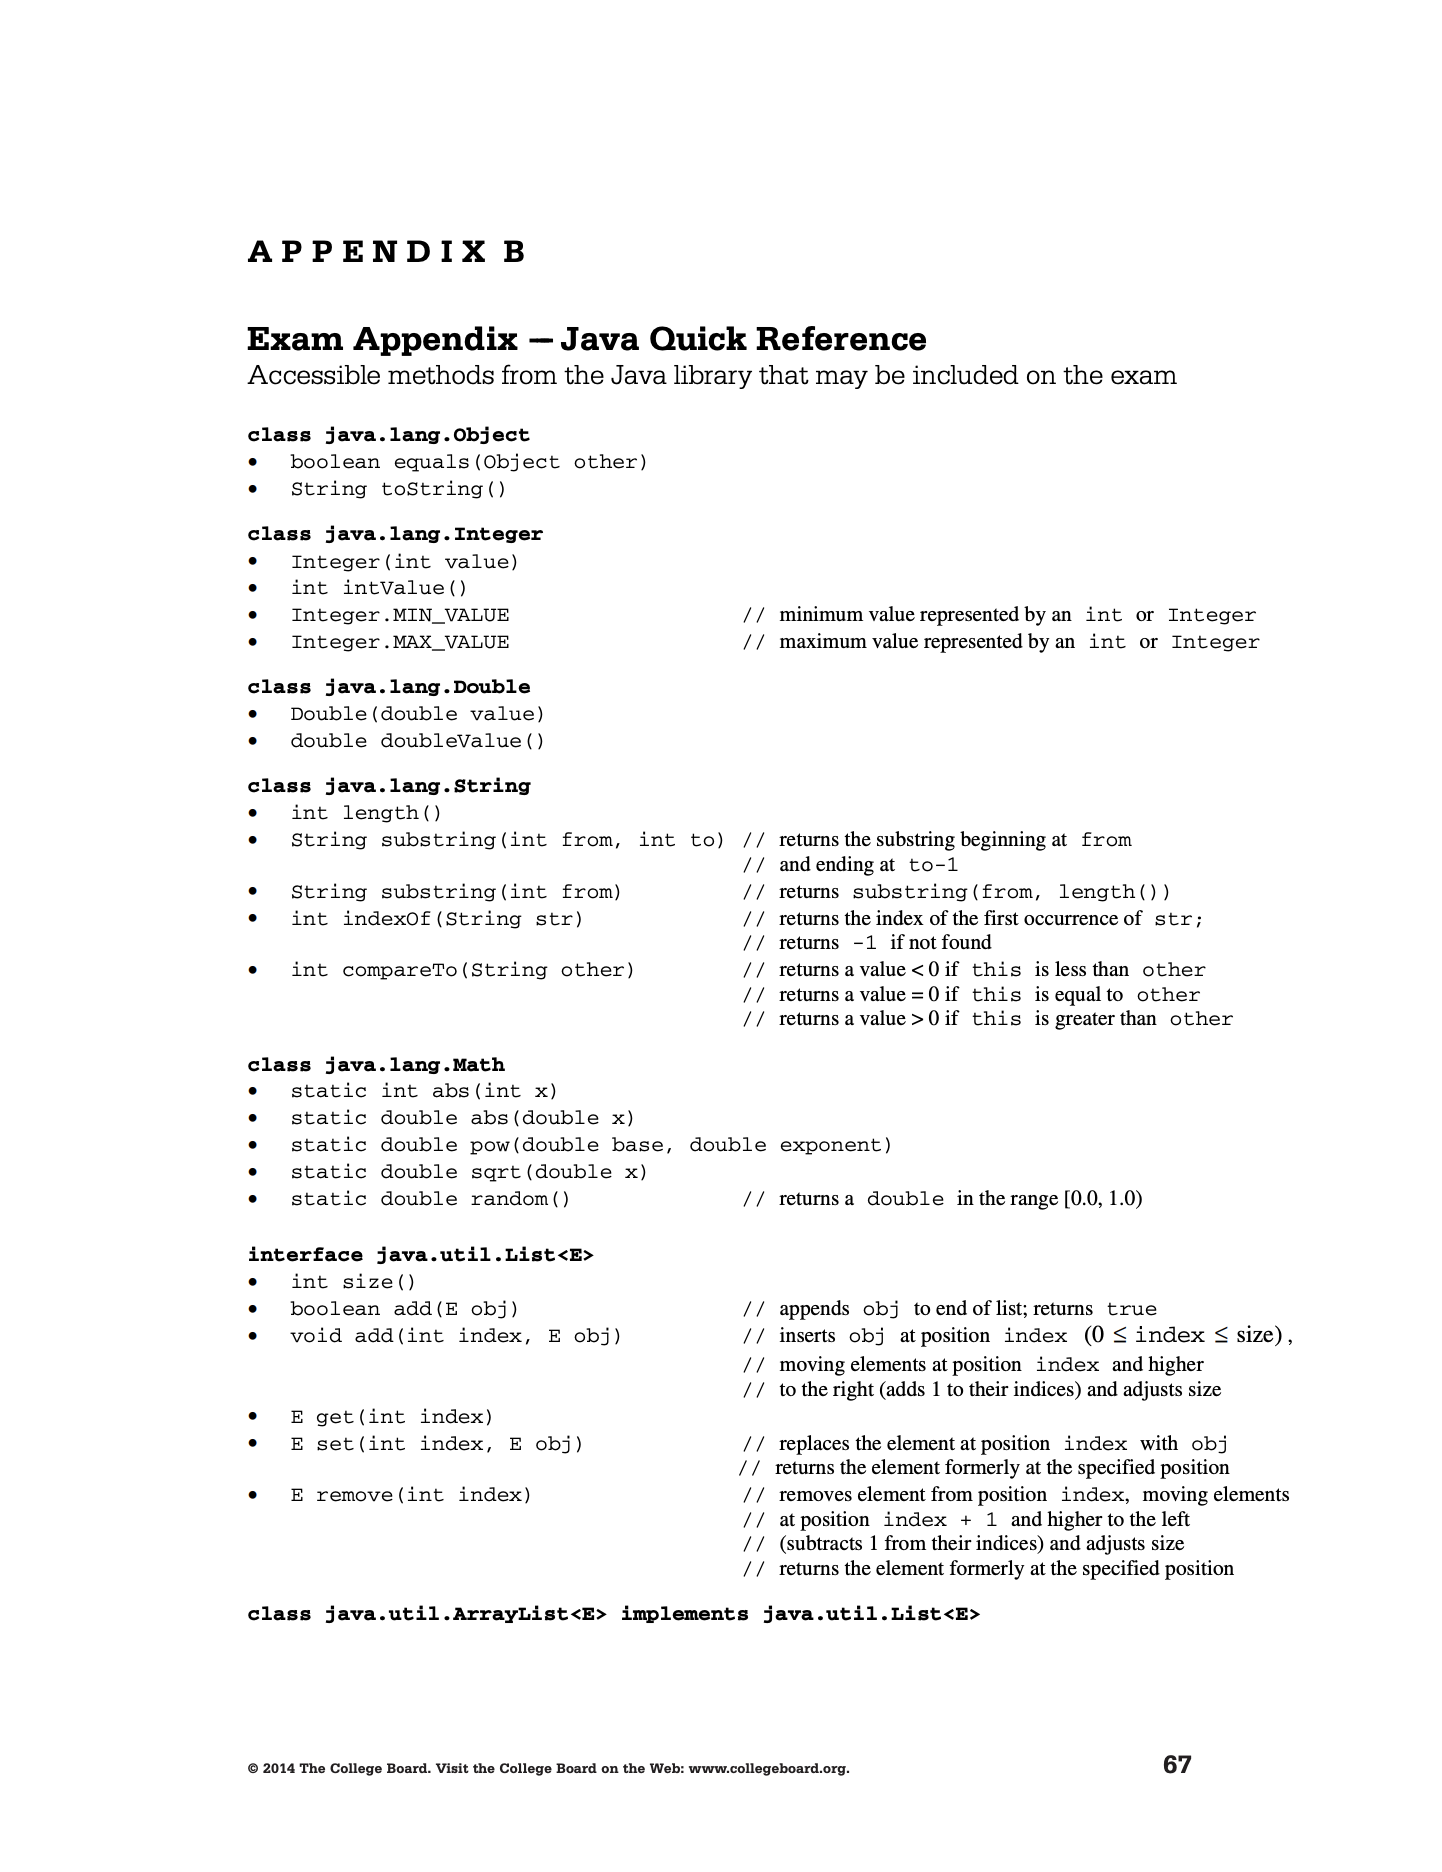 APPENDIX B
Exam Appendix — Java Quick Reference
Accessible methods from the Java library that may be included on the exam
class java.lang.Object
• boolean equals(Object other)
• String toString()
class java.lang.Integer
• Integer(int value)
• int intValue()
• Integer.MIN_VALUE // minimum value represented by an int or Integer
• Integer.MAX_VALUE // maximum value represented by an int or Integer
class java.lang.Double
• Double(double value)
• double doubleValue()
class java.lang.String
• int length()
• String substring(int from, int to) // returns the substring beginning at from
// and ending at to-1
• String substring(int from) // returns substring(from, length())
• int indexOf(String str) // returns the index of the first occurrence of str;
// returns -1 if not found
• int compareTo(String other) // returns a value < 0 if this is less than other
// returns a value = 0 if this is equal to other
// returns a value > 0 if this is greater than other
class java.lang.Math
• static int abs(int x)
• static double abs(double x)
• static double pow(double base, double exponent)
• static double sqrt(double x)
• static double random() // returns a double in the range [0.0, 1.0)
interface java.util.List<E>
• int size()
• boolean add(E obj) // appends obj to end of list; returns true
• void add(int index, E obj) // inserts obj at position index (0 ≤ index ≤ size),
// moving elements at position index and higher
// to the right (adds 1 to their indices) and adjusts size
• E get(int index)
• E set(int index, E obj) // replaces the element at position index with obj
// returns the element formerly at the specified position
• E remove(int index) // removes element from position index, moving elements
// at position index + 1 and higher to the left
// (subtracts 1 from their indices) and adjusts size
// returns the element formerly at the specified position
class java.util.ArrayList<E> implements java.util.List<E>
© 2014 The College Board. Visit the College Board on the Web: www.collegeboard.org. 67